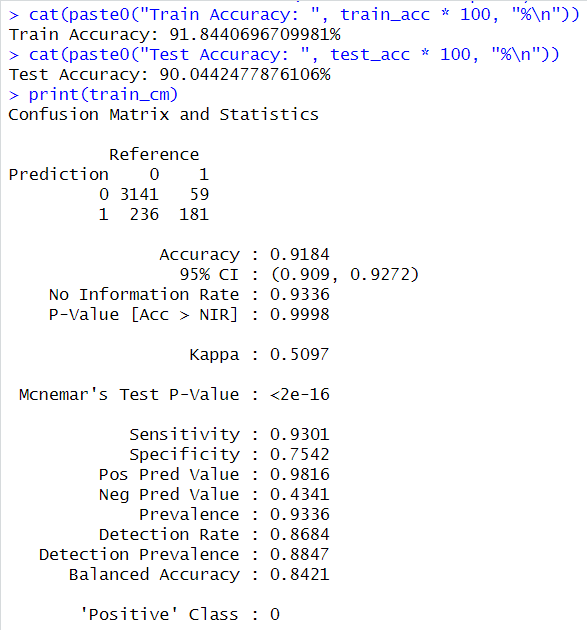 > cat(paste0("Train Accuracy: ", train_acc * 100, "%\n"))
Train Accuracy: 91.8440696709981%
> cat(paste0("Test Accuracy: ", test_acc * 100, "%\n"))
Test Accuracy: 90.0442477876106%
> print(train_cm)
Confusion Matrix and Statistics
Reference
Prediction 0 1
0 3141 59
1 236 181
Accuracy : 0.9184
95% CI : (0.909, 0.9272)
No Information Rate : 0.9336
P-Value [Acc > NIR] : 0.9998
Kappa : 0.5097
Mcnemar's Test P-Value : <2e-16
Sensitivity : 0.9301
Specificity : 0.7542
Pos Pred Value : 0.9816
Neg Pred Value : 0.4341
Prevalence : 0.9336
Detection Rate : 0.8684
Detection Prevalence : 0.8847
Balanced Accuracy : 0.8421
'Positive' Class : 0